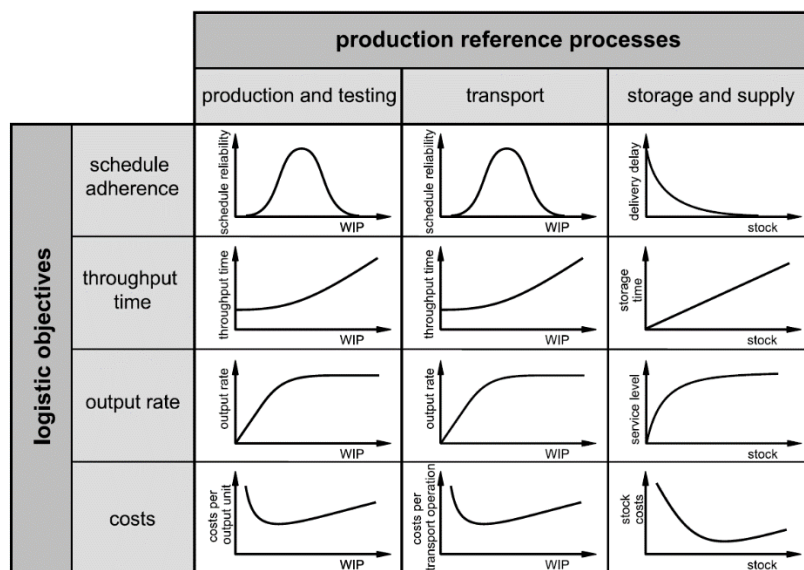 production reference processes
production and testing
transport
storage and supply
logistic objectives
schedule
adherence
schedule reliability
WIP
schedule reliability
WIP
delivery delay
stock
throughput
time
throughput time
WIP
throughput time
WIP
storage
time
stock
output rate
output rate
WIP
output rate
WIP
service level
stock
costs
costs per
output unit
WIP
costs per
transport operation
WIP
stock
costs
stock